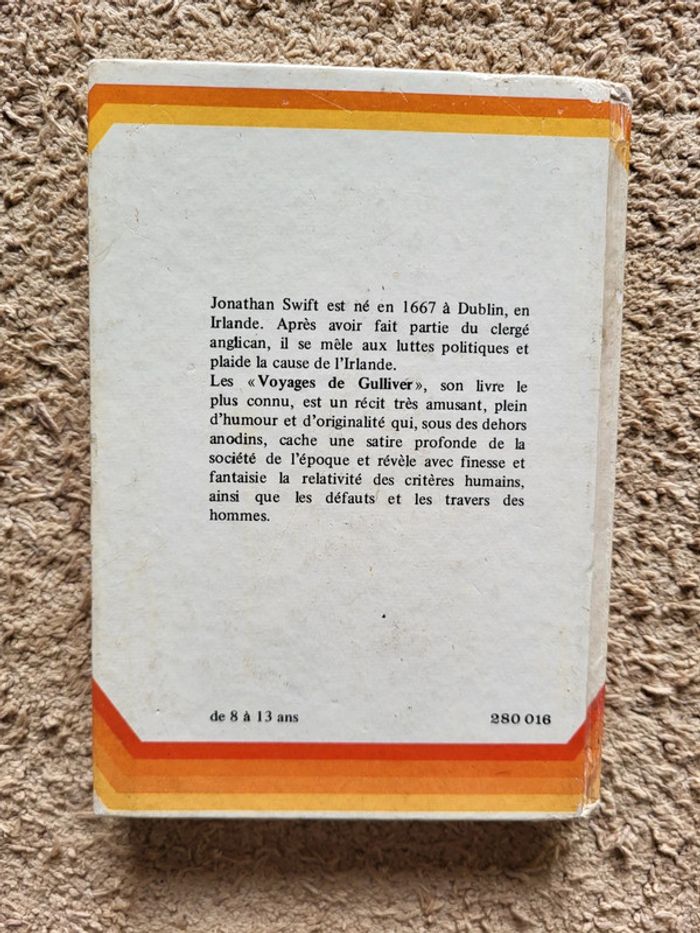 Jonathan Swift est né en 1667 à Dublin, en
Irlande. Après avoir fait partie du clergé
anglican, il se mêle aux luttes politiques et
plaide la cause de l'Irlande.
Les «Voyages de Gulliver», son livre le
plus connu, est un récit très amusant, plein
d'humour et d'originalité qui, sous des dehors
anodins, cache une satire profonde de la
société de l'époque et révèle avec finesse et
fantaisie la relativité des critères humains,
ainsi que les défauts et les travers des
hommes.
de 8 à 13 ans 280 016